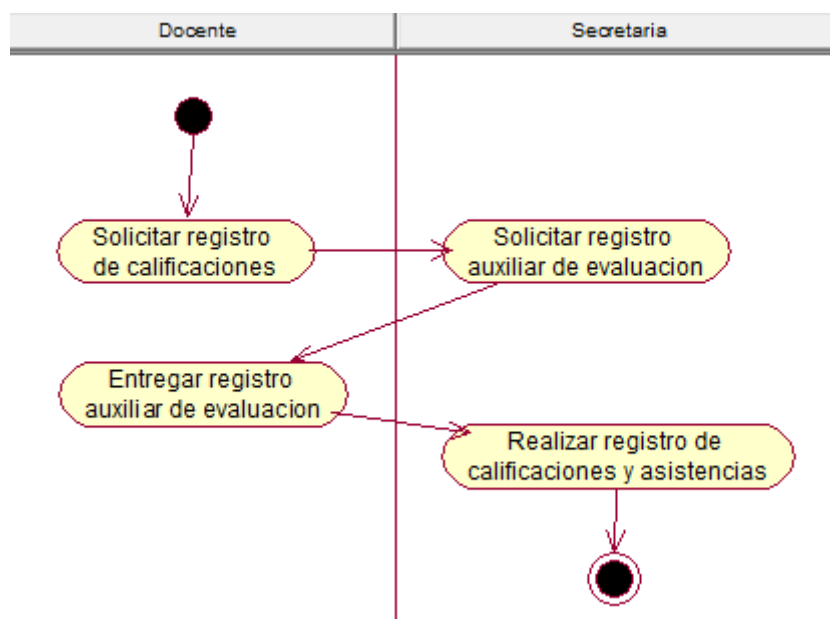 Docente
Secretaria
Solicitar registro
de calificaciones
Solicitar registro
auxiliar de evaluacion
Entregar registro
auxiliar de evaluacion
Realizar registro de
calificaciones y asistencias